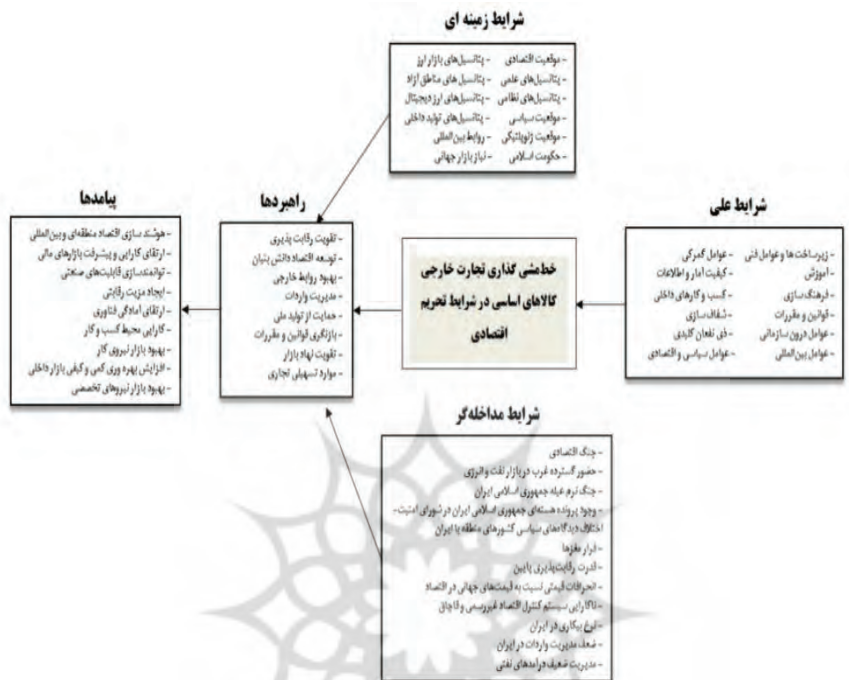 شرایط زمینه ای
- موقعیت اقتصادی - پتانسیل‌های بازار ارز
- پتانسیل‌های علمی - پتانسیل های مناطق آزاد
- پتانسیل‌های نظامی - پتانسیل‌های ارز دیجیتال
- موقعیت سیاسی - پتانسیل‌های تولید داخلی
- موقعیت ژئوپلتیکی - روابط بین‌المللی
- حکومت اسلامی - نیاز بازار جهانی
شرایط علی
- زیرساخت‌ها و عوامل فنی - عوامل گمرکی
- آموزش - کیفیت آمار و اطلاعات
- فرهنگ سازی - کسب و کارهای داخلی
- قوانین و مقررات - شفاف سازی
- عوامل درون سازمانی - ذی نفعان کلیدی
- عوامل بین‌المللی - عوامل سیاسی و اقتصادی
خط‌مشی گذاری تجارت خارجی
کالاهای اساسی در شرایط تحریم
اقتصادی
راهبردها
- تقویت رقابت پذیری
- توسعه اقتصاد دانش بنیان
- بهبود روابط خارجی
- مدیریت واردات
- حمایت از تولید ملی
- بازنگری قوانین و مقررات
- تقویت نهاد بازار
- موارد تسهیلی تجاری
پیامدها
- هوشمند سازی اقتصاد منطقه‌ای و بین‌المللی
- ارتقای کارایی و پیشرفت بازارهای مالی
- توانمندسازی قابلیت‌های صنعتی
- ایجاد مزیت رقابتی
- ارتقای آمادگی فناوری
- کارایی محیط کسب و کار
- بهبود بازار نیروی کار
- افزایش بهره وری کمی و کیفی بازار داخلی
- بهبود بازار نیروهای تخصصی
شرایط مداخله‌گر
- جنگ اقتصادی
- حضور گسترده غرب در بازار نفت و انرژی
- جنگ نرم علیه جمهوری اسلامی ایران
- وجود پرونده هسته‌ای جمهوری اسلامی ایران در شورای امنیت-
اختلاف دیدگاه‌های سیاسی کشورهای منطقه با ایران
- فرار مغزها
- قدرت رقابت‌پذیری پایین
- انحرافات قیمتی نسبت به قیمت‌های جهانی در اقتصاد
- ناکارایی سیستم کنترل اقتصاد غیررسمی و قاچاق
- نرخ بیکاری در ایران
- ضعف مدیریت واردات در ایران
- مدیریت ضعیف درآمدهای نفتی